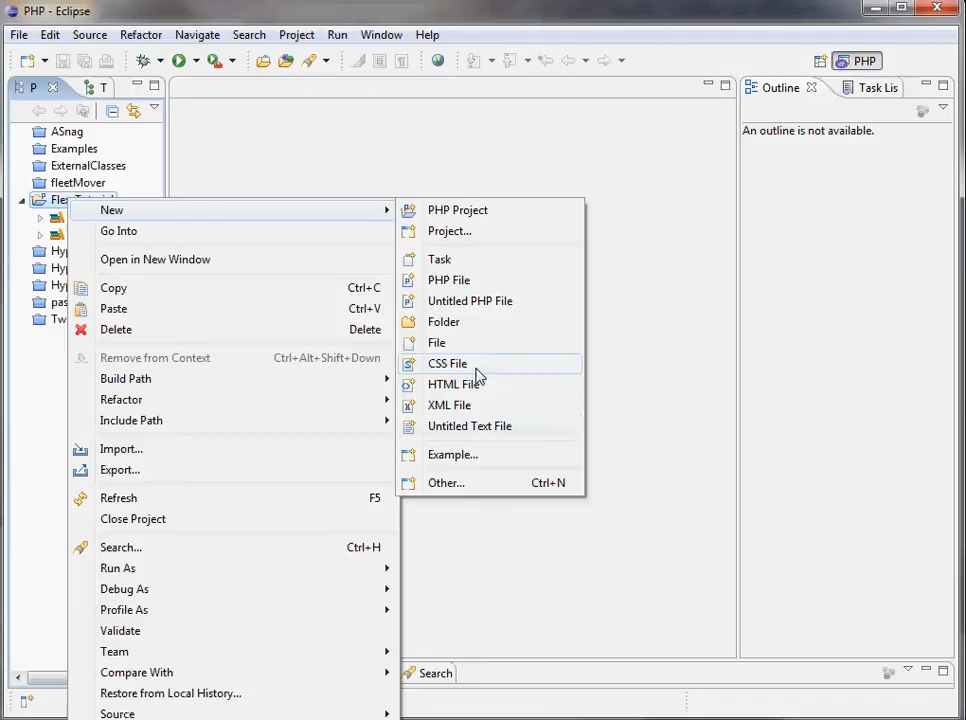 PHP - Eclipse
File Edit Source Refactor Navigate Search Project Run Window Help
PHP
P T
Outline Task Lis
An outline is not available.
ASnag
Examples
ExternalClasses
fleetMover
Hyp
Hyp
Hyp
pas
Tw
New
Go Into
Open in New Window
Copy Ctrl+C
Paste Ctrl+V
Delete Delete
Remove from Context Ctrl+Alt+Shift+Down
Build Path
Refactor
Include Path
Import...
Export...
Refresh F5
Close Project
Search... Ctrl+H
Run As
Debug As
Profile As
Validate
Team
Compare With
Restore from Local History...
Source
PHP Project
Project...
Task
PHP File
Untitled PHP File
Folder
File
CSS File
HTML File
XML File
Untitled Text File
Example...
Other... Ctrl+N
Search